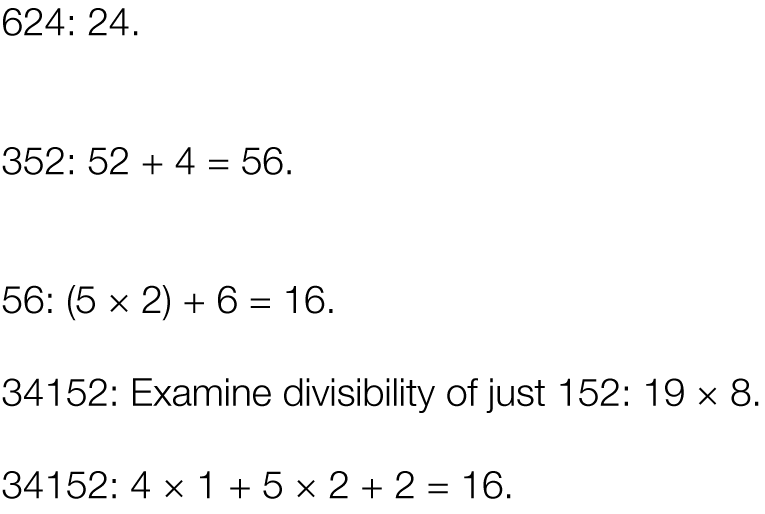 624: 24.
352: 52 + 4 = 56.
56: (5 × 2) + 6 = 16.
34152: Examine divisibility of just 152: 19 × 8.
34152: 4 × 1 + 5 × 2 + 2 = 16.